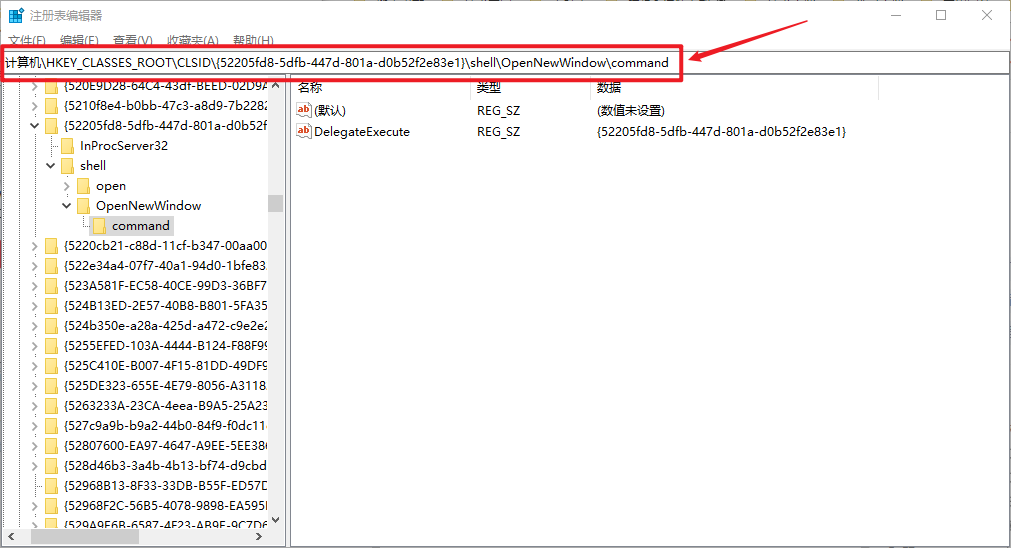 注册表编辑器
文件(F) 编辑(E) 查看(V) 收藏夹(A) 帮助(H)
计算机\HKEY_CLASSES_ROOT\CLSID\{52205fd8-5dfb-447d-801a-d0b52f2e83e1}\shell\OpenNewWindow\command
名称 类型 数据
{520E9D28-64C4-43df-BEED-02D9A
{5210f8e4-b0bb-47c3-a8d9-7b2282
{52205fd8-5dfb-447d-801a-d0b52f
InProcServer32
shell
open
OpenNewWindow
command
{5220cb21-c88d-11cf-b347-00aa00
{522e34a4-07f7-40a1-94d0-1bfe83
{523A581F-EC58-40CE-99D3-36BF7
{524B13ED-2E57-40B8-B801-5FA35
{524b350e-a28a-425d-a472-c9e2e2
{5255EFED-103A-4444-B124-F88F99
{525C410E-B007-4F15-81DD-49DF9
{525DE323-655E-4E79-8056-A3118
{5263233A-23CA-4eea-B9A5-25A23
{527c9a9b-b9a2-44b0-84f9-f0dc11
{52807600-EA97-4647-A9EE-5EE386
{528d46b3-3a4b-4b13-bf74-d9cbd
{52968B13-8F33-33DB-B55F-ED57D
{52968F2C-56B5-4078-9898-EA595
{529A9E6B-6587-4F23-AB9E-9C7D6
(默认) REG_SZ (数值未设置)
DelegateExecute REG_SZ {52205fd8-5dfb-447d-801a-d0b52f2e83e1}